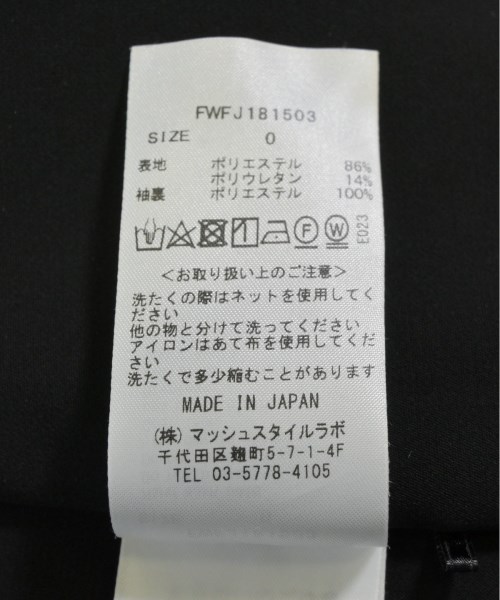 FWFJ181503
SIZE 0
表地 ポリエステル 86%
ポリウレタン 14%
袖裏 ポリエステル 100%
F W E023
<お取り扱い上のご注意>
洗たくの際はネットを使用してく
ださい
他の物と分けて洗ってください
アイロンはあて布を使用してくだ
さい
洗たくで多少縮むことがあります
MADE IN JAPAN
(株)マッシュスタイルラボ
千代田区麹町5-7-1-4F
TEL 03-5778-4105